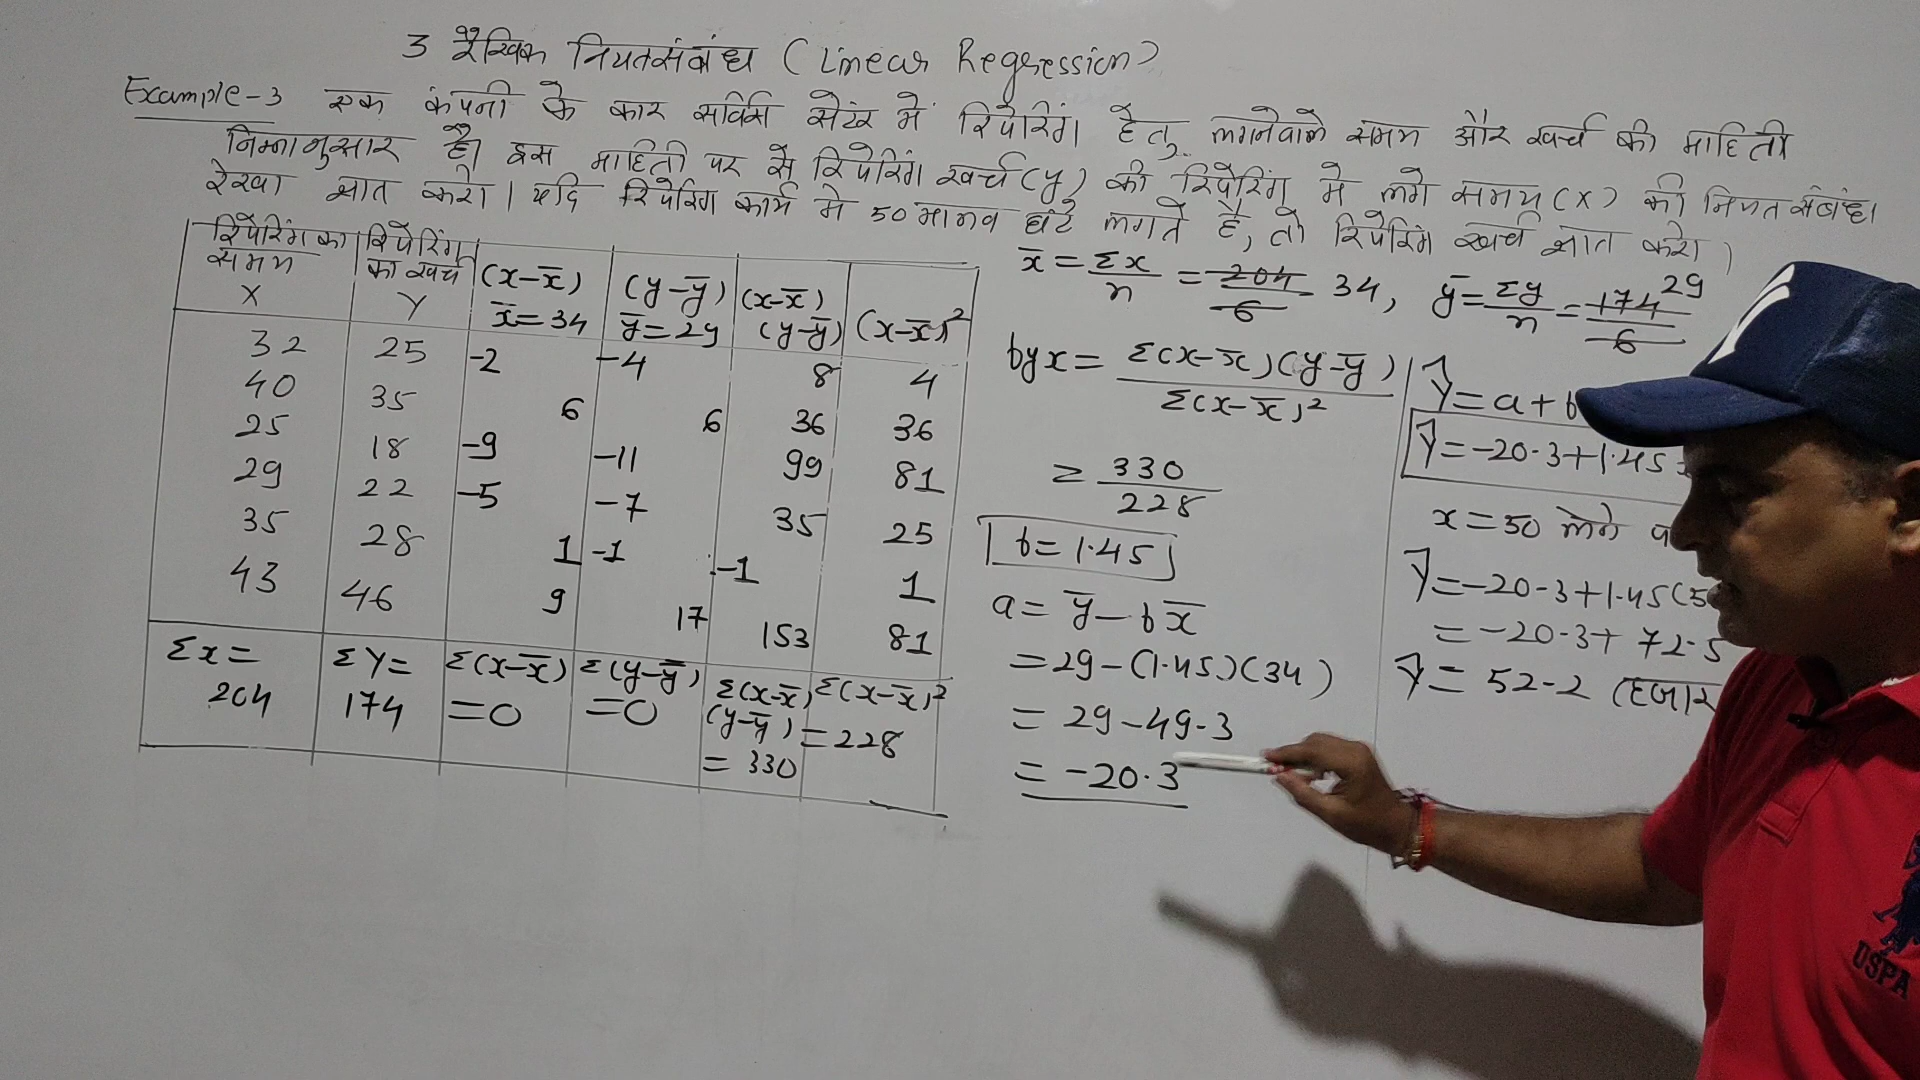 3 रैखिक नियतसंबंध (Linear Regression)
Example-3 एक कंपनी के कार सर्विस सेंटर में रिपेरिंग हेतु लगनेवाले समय और खर्च की माहिती
निम्नानुसार है। इस माहिती पर से रिपेरिंग खर्च (y) की रिपेरिंग मे लगे समय (x) की नियतसंबंध
रेखा ज्ञात करो। यदि रिपेरिंग कार्य मे 50 मानव घंटे लगते है, तो रिपेरिंग खर्च ज्ञात करो।
रिपेरिंग का समय X | रिपेरिंग का खर्च Y | (x-x̄) x̄=34 | (y-ȳ) ȳ=29 | (x-x̄)(y-ȳ) | (x-x̄)²
32 25 -2 -4 8 4
40 35 6 6 36 36
25 18 -9 -11 99 81
29 22 -5 -7 35 25
35 28 1 -1 -1 1
43 46 9 17 153 81
Σx= 204 | ΣY= 174 | Σ(x-x̄) =0 | Σ(y-ȳ) =0 | Σ(x-x̄)(y-ȳ) = 330 | Σ(x-x̄)² =228
x̄ = Σx/n = 204/6 34, ȳ = Σy/n = 174/6 29
byx = Σ(x-x̄)(y-ȳ) / Σ(x-x̄)²
= 330/228
b = 1.45
a = ȳ - bx̄
= 29 - (1.45)(34)
= 29 - 49.3
= -20.3
ŷ = a + b
ŷ = -20.3 + 1.45
x = 50 लेने
ŷ = -20.3 + 1.45(50
= -20.3 + 72.5
ŷ = 52.2 (हजार
USPA